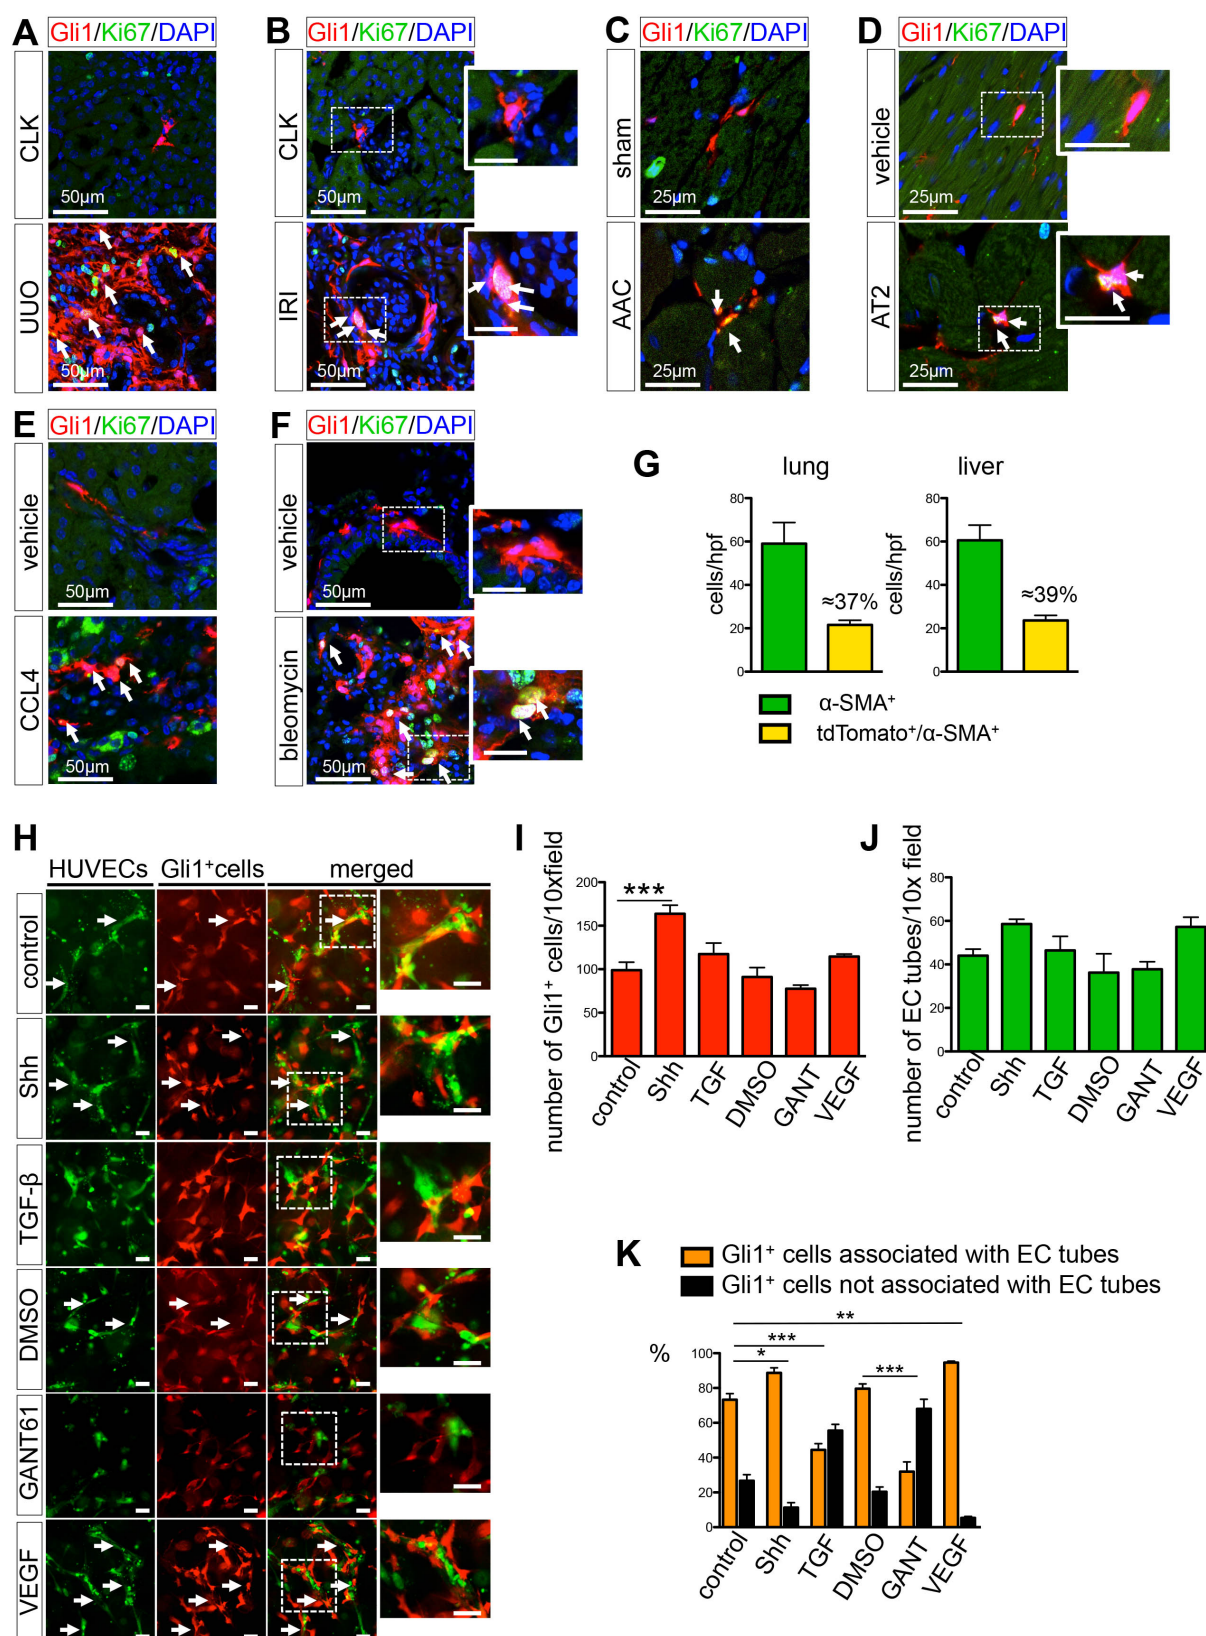 A
Gli1/Ki67/DAPI
CLK
50μm
UUO
50μm
B
Gli1/Ki67/DAPI
CLK
50μm
IRI
50μm
C
Gli1/Ki67/DAPI
sham
25μm
AAC
25μm
D
Gli1/Ki67/DAPI
vehicle
25μm
AT2
25μm
E
Gli1/Ki67/DAPI
vehicle
50μm
CCL4
50μm
F
Gli1/Ki67/DAPI
vehicle
50μm
bleomycin
50μm
G
lung
cells/hpf
80
60
40
20
0
≈37%
liver
cells/hpf
80
60
40
20
0
≈39%
α-SMA⁺
tdTomato⁺/α-SMA⁺
H
HUVECs Gli1⁺cells merged
control
Shh
TGF-β
DMSO
GANT61
VEGF
I
number of Gli1⁺ cells/10xfield
200
150
100
50
0
***
control Shh TGF DMSO GANT VEGF
J
number of EC tubes/10x field
80
60
40
20
0
control Shh TGF DMSO GANT VEGF
K
Gli1⁺ cells associated with EC tubes
Gli1⁺ cells not associated with EC tubes
%
100
80
60
40
20
0
**
***
*
***
control Shh TGF DMSO GANT VEGF